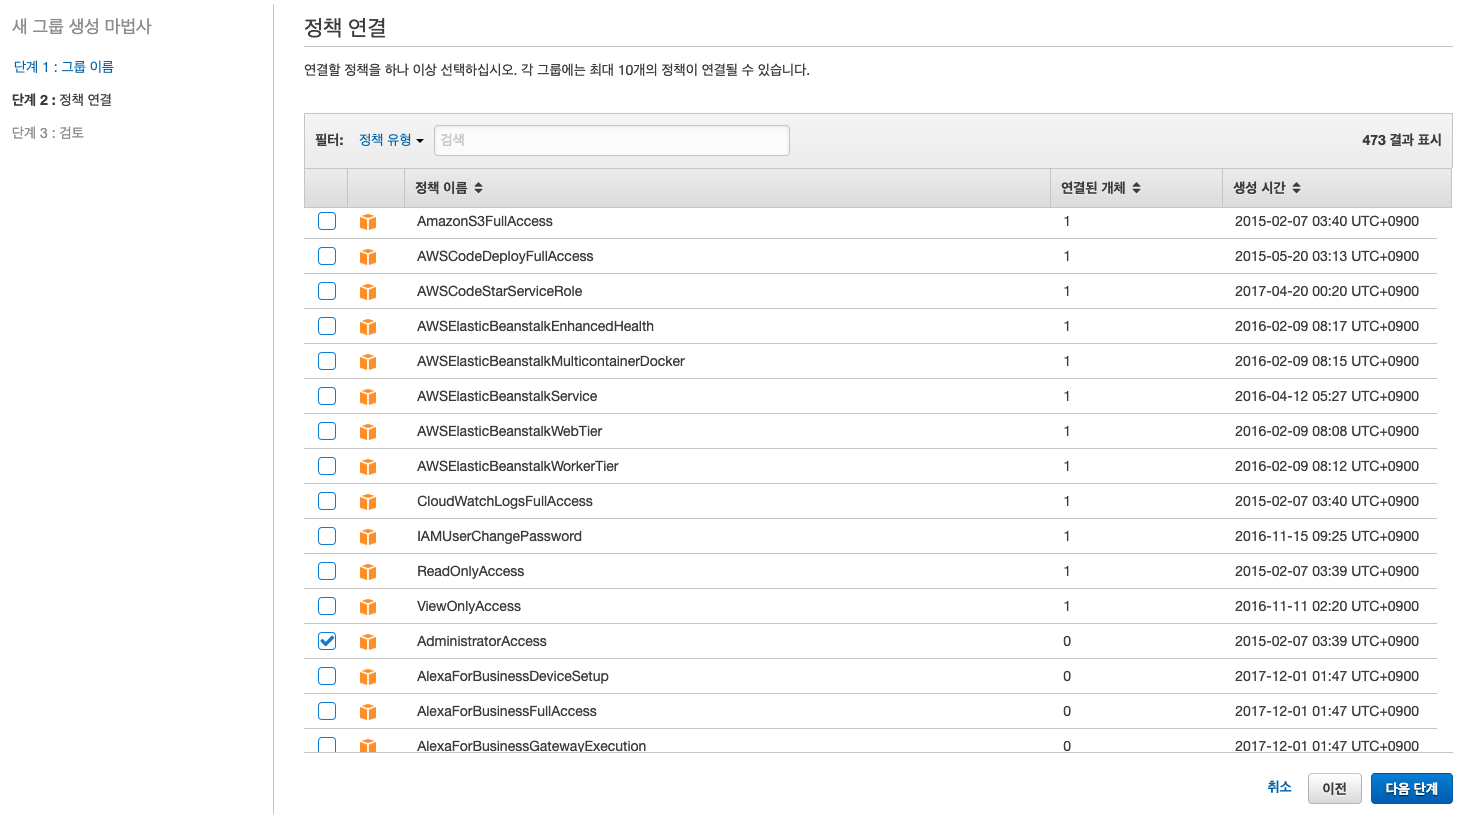 새 그룹 생성 마법사
단계 1 : 그룹 이름
단계 2 : 정책 연결
단계 3 : 검토
정책 연결
연결할 정책을 하나 이상 선택하십시오. 각 그룹에는 최대 10개의 정책이 연결될 수 있습니다.
필터: 정책 유형 검색 473 결과 표시
정책 이름 연결된 개체 생성 시간
AmazonS3FullAccess 1 2015-02-07 03:40 UTC+0900
AWSCodeDeployFullAccess 1 2015-05-20 03:13 UTC+0900
AWSCodeStarServiceRole 1 2017-04-20 00:20 UTC+0900
AWSElasticBeanstalkEnhancedHealth 1 2016-02-09 08:17 UTC+0900
AWSElasticBeanstalkMulticontainerDocker 1 2016-02-09 08:15 UTC+0900
AWSElasticBeanstalkService 1 2016-04-12 05:27 UTC+0900
AWSElasticBeanstalkWebTier 1 2016-02-09 08:08 UTC+0900
AWSElasticBeanstalkWorkerTier 1 2016-02-09 08:12 UTC+0900
CloudWatchLogsFullAccess 1 2015-02-07 03:40 UTC+0900
IAMUserChangePassword 1 2016-11-15 09:25 UTC+0900
ReadOnlyAccess 1 2015-02-07 03:39 UTC+0900
ViewOnlyAccess 1 2016-11-11 02:20 UTC+0900
AdministratorAccess 0 2015-02-07 03:39 UTC+0900
AlexaForBusinessDeviceSetup 0 2017-12-01 01:47 UTC+0900
AlexaForBusinessFullAccess 0 2017-12-01 01:47 UTC+0900
AlexaForBusinessGatewayExecution 0 2017-12-01 01:47 UTC+0900
취소 이전 다음 단계